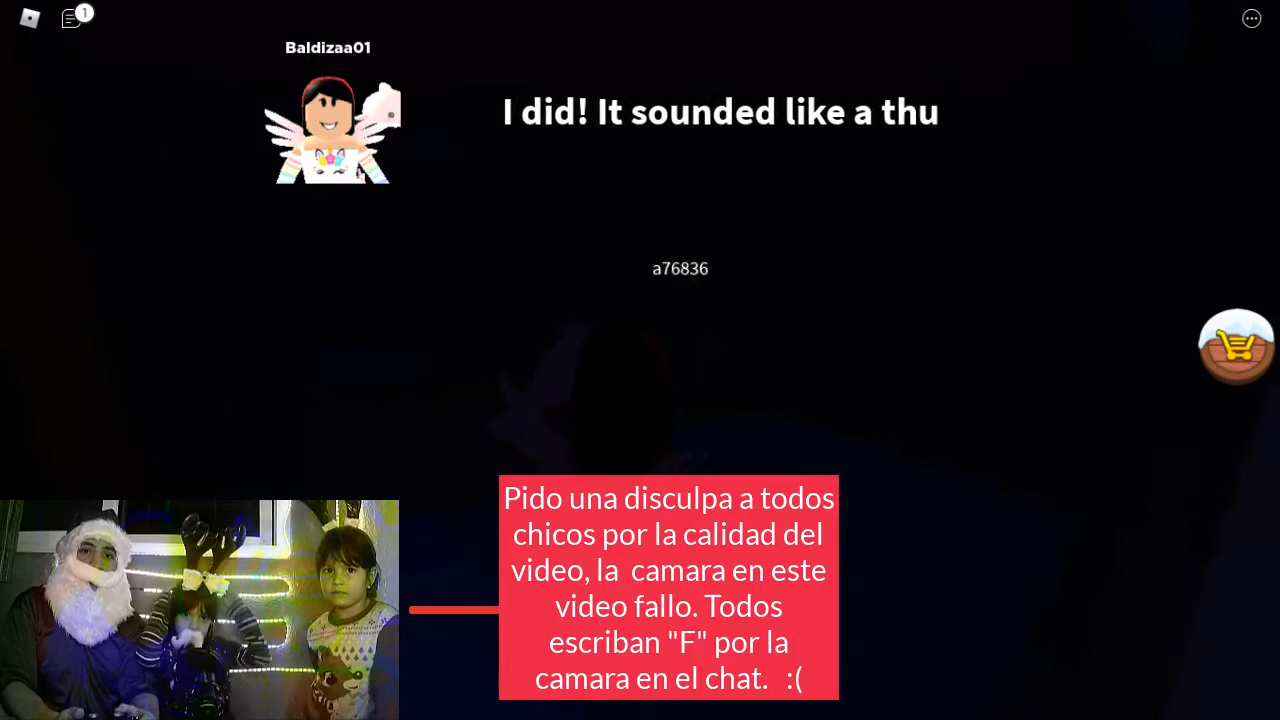 1
Baldizaa01
I did! It sounded like a thu
a76836
Pido una disculpa a todos
chicos por la calidad del
video, la camara en este
video fallo. Todos
escriban "F" por la
camara en el chat. :(